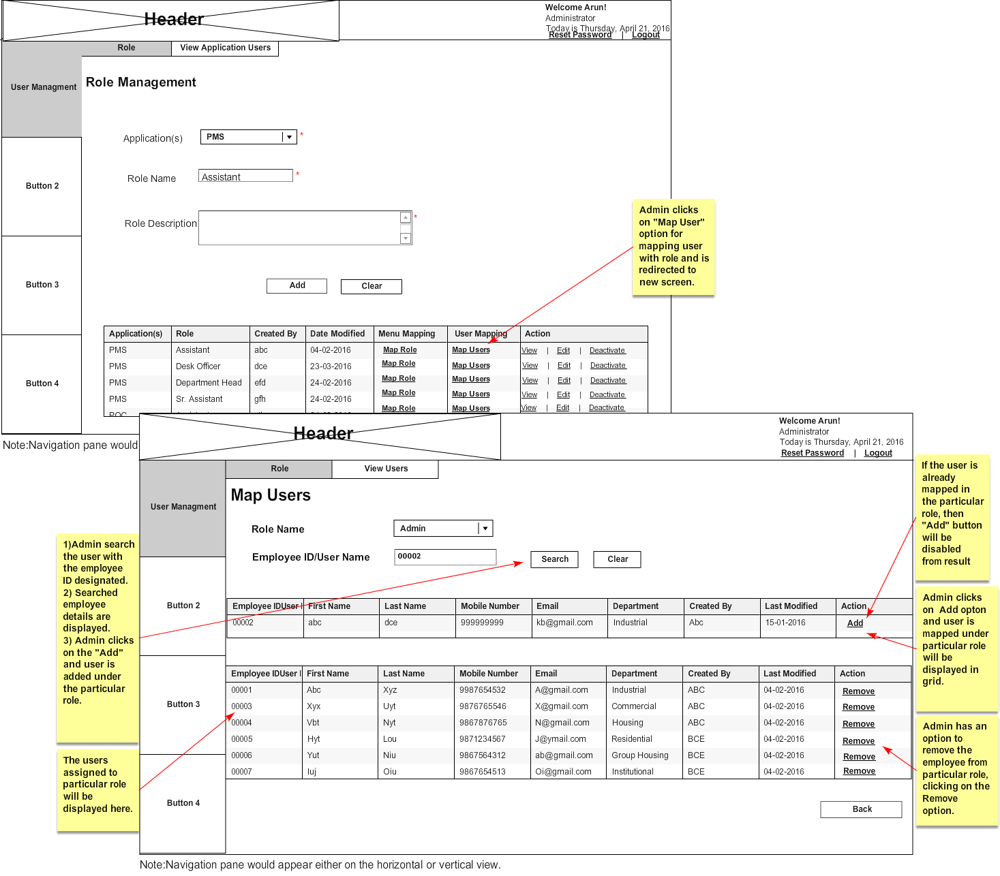 Header
Welcome Arun!
Administrator
Today is Thursday, April 21, 2016
Reset Password | Logout
Role View Application Users
User Managment
Button 2
Button 3
Button 4
Role Management
Application(s) PMS *
Role Name Assistant *
Role Description *
Add Clear
Admin clicks
on "Map User"
option for
mapping user
with role and is
redirected to
new screen.
Application(s) Role Created By Date Modified Menu Mapping User Mapping Action
PMS Assistant abc 04-02-2016 Map Role Map Users View | Edit | Deactivate
PMS Desk Officer dce 23-03-2016 Map Role Map Users View | Edit | Deactivate
PMS Department Head efd 24-02-2016 Map Role Map Users View | Edit | Deactivate
PMS Sr. Assistant gfh 24-02-2016 Map Role Map Users View | Edit | Deactivate
Map Role Map Users View | Edit | Deactivate
Note:Navigation pane would
Header
Welcome Arun!
Administrator
Today is Thursday, April 21, 2016
Reset Password | Logout
Role View Users
User Managment
Button 2
Button 3
Button 4
Map Users
Role Name Admin
Employee ID/User Name 00002 Search Clear
Employee IDUser First Name Last Name Mobile Number Email Department Created By Last Modified Action
00002 abc dce 999999999 kb@gmail.com Industrial Abc 15-01-2016 Add
Employee IDUser First Name Last Name Mobile Number Email Department Created By Last Modified Action
00001 Abc Xyz 9987654532 A@gmail.com Industrial ABC 04-02-2016 Remove
00003 Xyx Uyt 9876765546 X@gmail.com Commercial ABC 04-02-2016 Remove
00004 Vbt Nyt 9867876765 N@gmail.com Housing ABC 04-02-2016 Remove
00005 Hyt Lou 9871234567 J@ymail.com Residential BCE 04-02-2016 Remove
00006 Yut Niu 9867564312 ab@gmail.com Group Housing BCE 04-02-2016 Remove
00007 Iuj Oiu 9867654513 Oi@gmail.com Institutional BCE 04-02-2016 Remove
Back
1)Admin search
the user with
the employee
ID designated.
2) Searched
employee
details are
displayed.
3) Admin clicks
on the "Add"
and user is
added under
the particular
role.
The users
assigned to
particular role
will be
displayed here.
If the user is
already
mapped in
the particular
role, then
"Add" button
will be
disabled
from result
Admin clicks
on Add opton
and user is
mapped under
particular role
will be
displayed in
grid.
Admin has an
option to
remove the
employee from
particular role,
clicking on the
Remove
option.
Note:Navigation pane would appear either on the horizontal or vertical view.